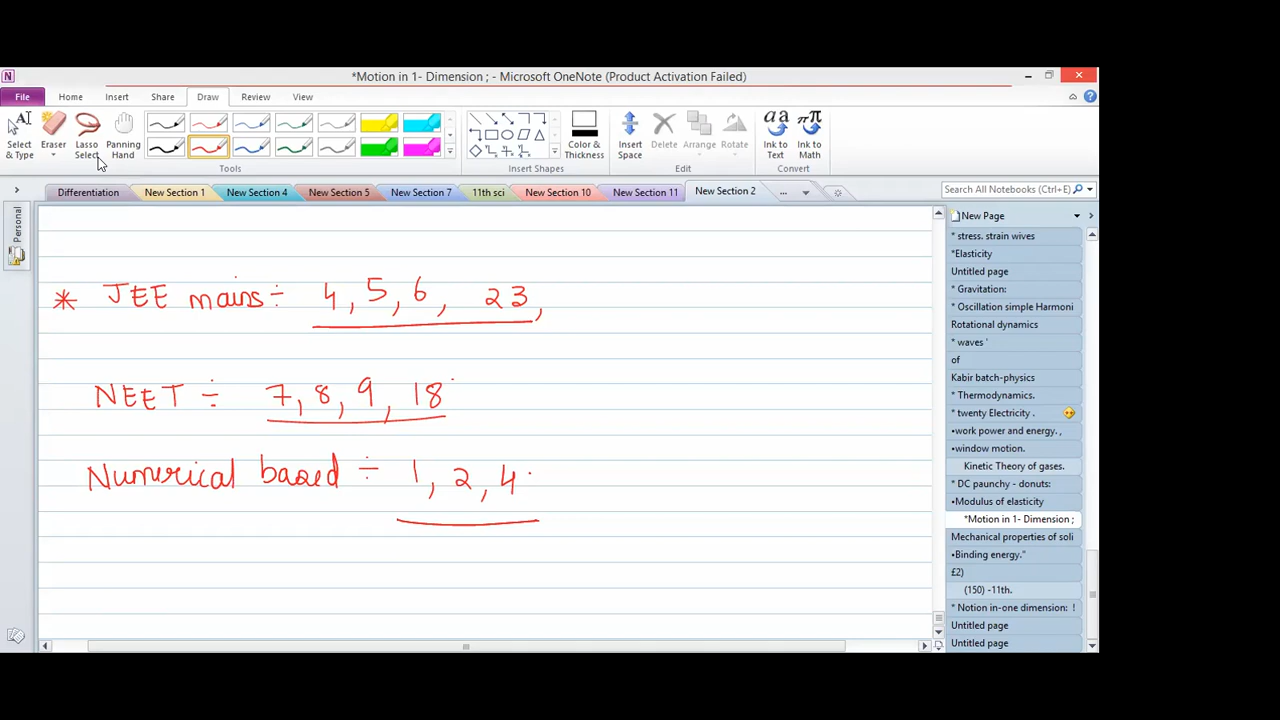 *Motion in 1- Dimension ; - Microsoft OneNote (Product Activation Failed)
File Home Insert Share Draw Review View
Select & Type
Eraser
Lasso Select
Panning Hand
Color & Thickness
Insert Space
Delete
Arrange
Rotate
Ink to Text
Ink to Math
Tools
Insert Shapes
Edit
Convert
Differentiation New Section 1 New Section 4 New Section 5 New Section 7 11th sci New Section 10 New Section 11 New Section 2 ...
Search All Notebooks (Ctrl+E)
Personal
* JEE mains ÷ 4, 5, 6, 23,
NEET ÷ 7, 8, 9, 18
Numerical based ÷ 1, 2, 4
New Page
* stress. strain wives
*Elasticity
Untitled page
* Gravitation:
* Oscillation simple Harmoni
Rotational dynamics
* waves '
of
Kabir batch-physics
* Thermodynamics.
* twenty Electricity .
•work power and energy. ,
•window motion.
Kinetic Theory of gases.
* DC paunchy - donuts:
•Modulus of elasticity
*Motion in 1- Dimension ;
Mechanical properties of soli
•Binding energy."
£2)
(150) -11th.
* Notion in-one dimension: !
Untitled page
Untitled page